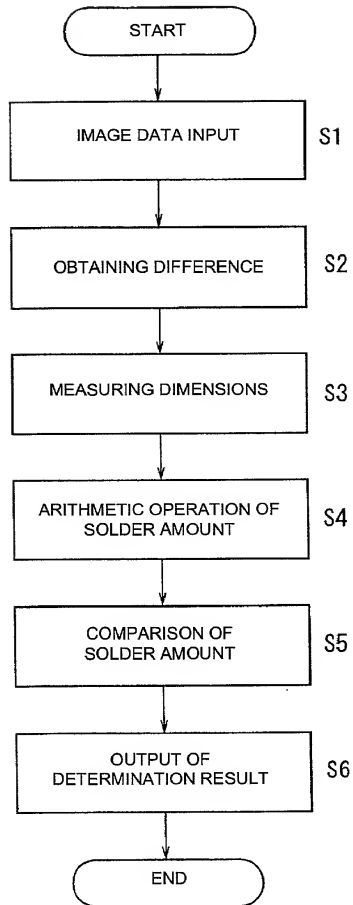 START
IMAGE DATA INPUT
S1
OBTAINING DIFFERENCE
S2
MEASURING DIMENSIONS
S3
ARITHMETIC OPERATION OF
SOLDER AMOUNT
S4
COMPARISON OF
SOLDER AMOUNT
S5
OUTPUT OF
DETERMINATION RESULT
S6
END